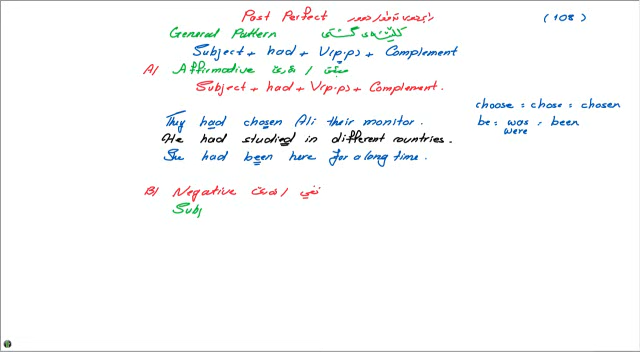 Past Perfect (108)
General Pattern
Subject + had + V(p.p) + Complement
A) Affirmative /
Subject + had + V(p.p) + Complement.
choose = chose = chosen
They had chosen Ali their monitor.
be = was = been
were
He had studied in different countries.
She had been here for a long time.
B) Negative / نفي
Subj